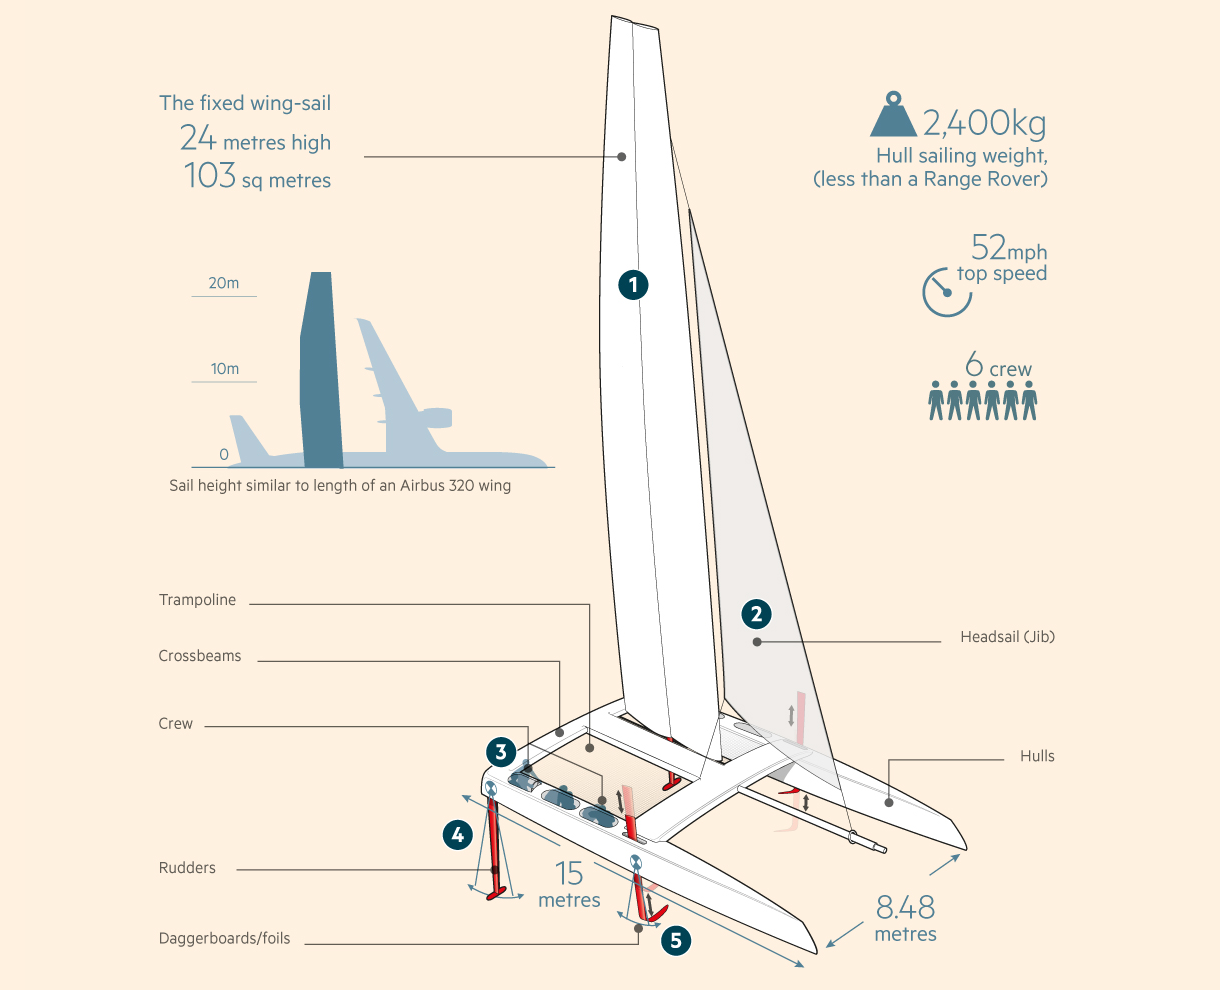 The fixed wing-sail
24 metres high
103 sq metres
2,400kg
Hull sailing weight,
(less than a Range Rover)
52mph
top speed
6 crew
20m
10m
0
Sail height similar to length of an Airbus 320 wing
1
2
3
4
5
Trampoline
Crossbeams
Crew
Rudders
Daggerboards/foils
Headsail (Jib)
Hulls
15
metres
8.48
metres